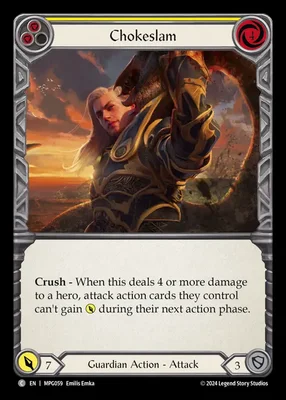 Chokeslam
Crush - When this deals 4 or more damage
to a hero, attack action cards they control
can't gain during their next action phase.
7
Guardian Action - Attack
3
C EN | MPG059 Emilis Emka
© 2024 Legend Story Studios